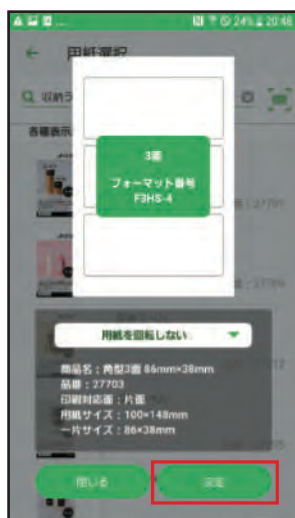 24% 20:48
用紙選択
収納ラ
各種表示
3面
フォーマット番号
F3HS-4
用紙を回転しない
商品名：角型3面 86mm×38mm
品番：27703
印刷対応面：片面
用紙サイズ：100×148mm
一片サイズ：86×38mm
閉じる
決定